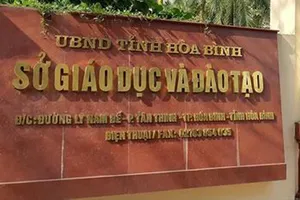 UBND TỈNH HÒA BÌNH
SỞ GIÁO DỤC VÀ ĐÀO TẠO
Đ/C: ĐƯỜNG LÝ NAM ĐẾ - P. TÂN THỊNH - TP. HÒA BÌNH - TỈNH HÒA BÌNH
ĐIỆN THOẠI / FAX: